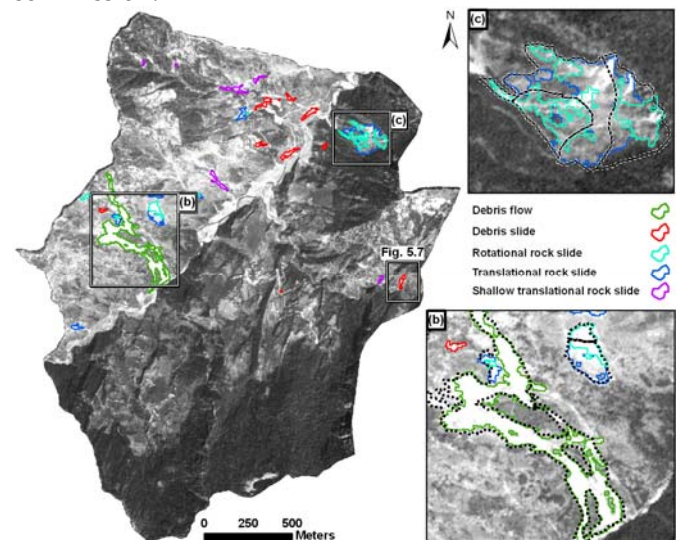 N
(c)
(c)
(b)
Fig. 5.7
Debris flow
Debris slide
Rotational rock slide
Translational rock slide
Shallow translational rock slide
(b)
0 250 500
Meters